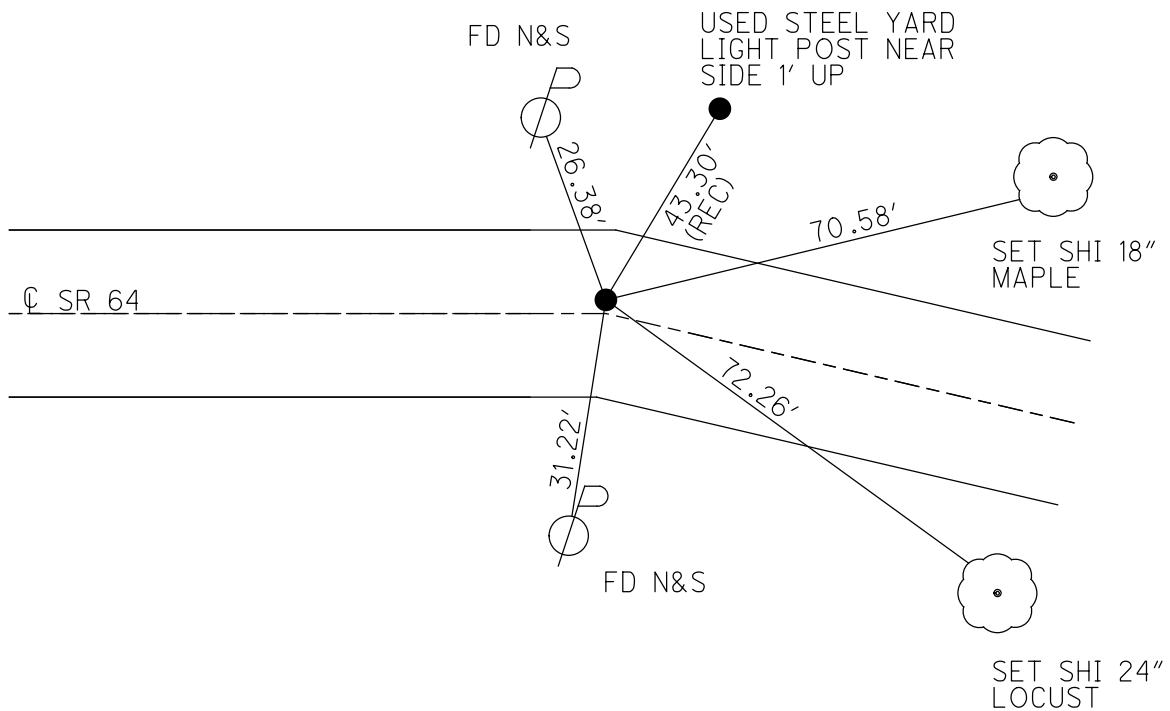 FD N&S
USED STEEL YARD
LIGHT POST NEAR
SIDE 1' UP
26.38'
43.30'
(REC)
70.58'
SET SHI 18"
MAPLE
℄ SR 64
72.26'
31.22'
FD N&S
SET SHI 24"
LOCUST